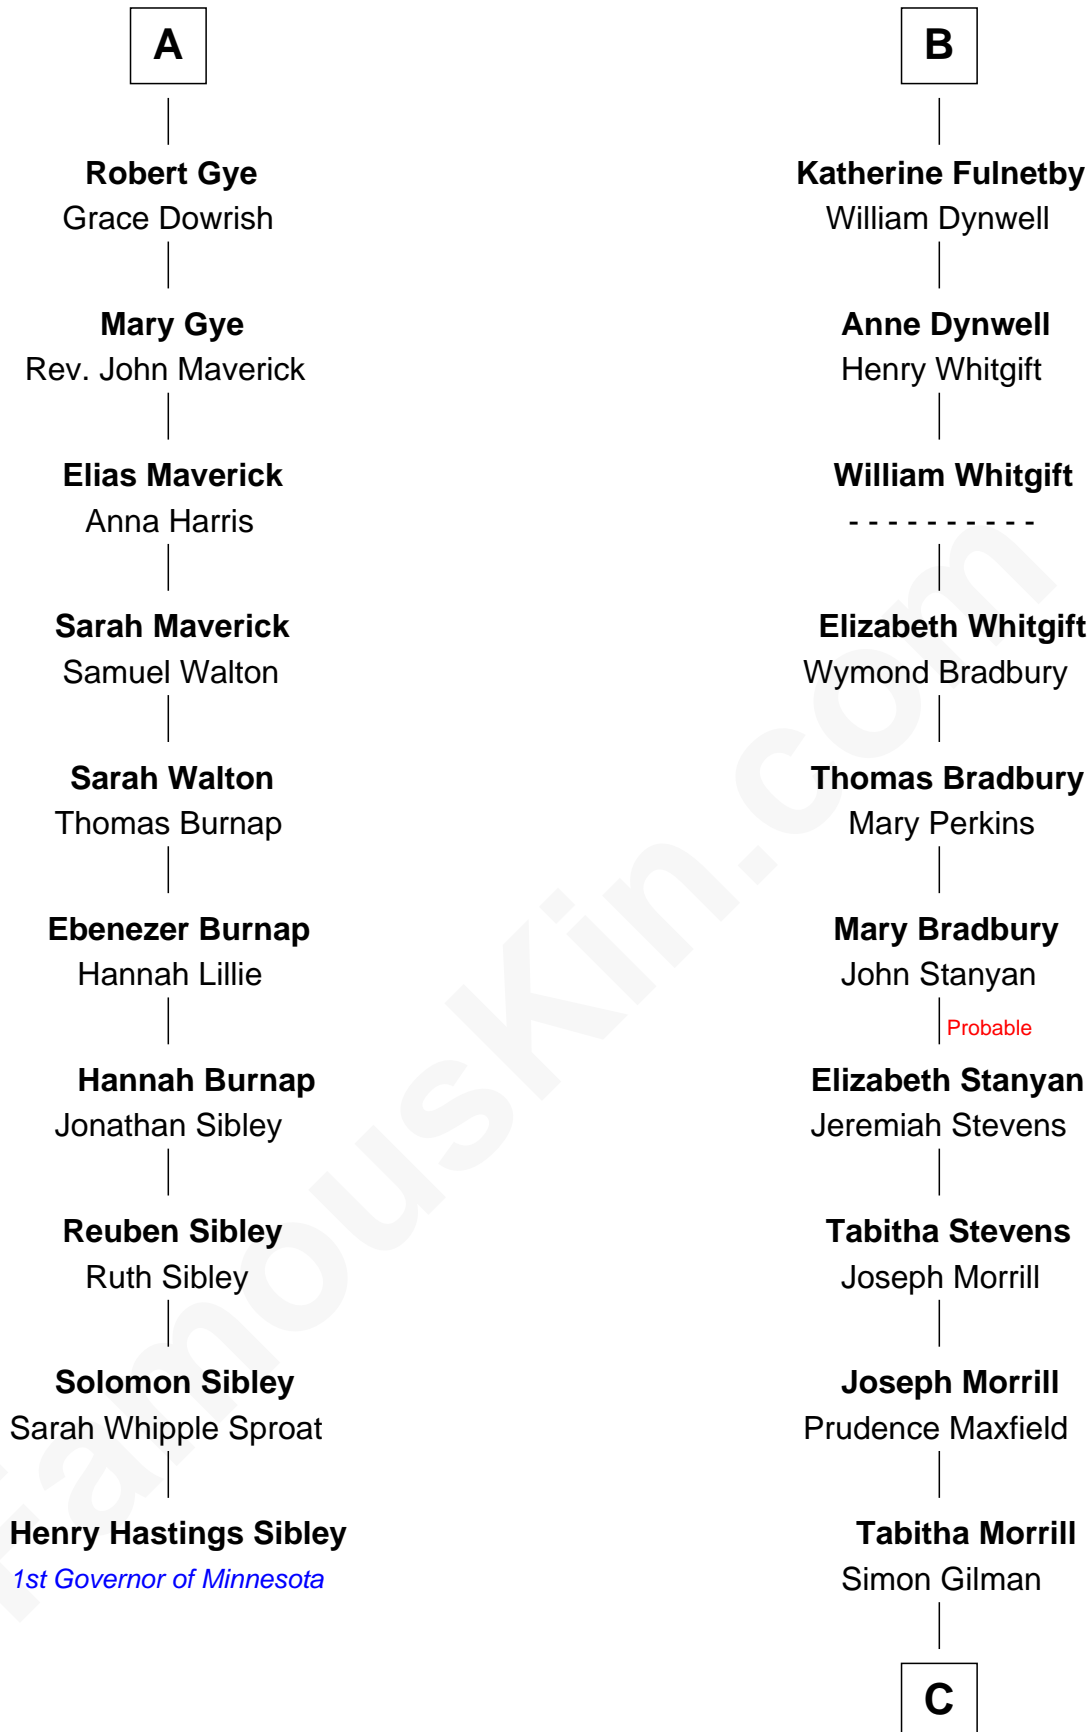 A
Robert Gye
Grace Dowrish
Mary Gye
Rev. John Maverick
Elias Maverick
Anna Harris
Sarah Maverick
Samuel Walton
Sarah Walton
Thomas Burnap
Ebenezer Burnap
Hannah Lillie
Hannah Burnap
Jonathan Sibley
Reuben Sibley
Ruth Sibley
Solomon Sibley
Sarah Whipple Sproat
Henry Hastings Sibley
1st Governor of Minnesota
B
Katherine Fulnetby
William Dynwell
Anne Dynwell
Henry Whitgift
William Whitgift
- - - - - - - - - -
Elizabeth Whitgift
Wymond Bradbury
Thomas Bradbury
Mary Perkins
Mary Bradbury
John Stanyan
Probable
Elizabeth Stanyan
Jeremiah Stevens
Tabitha Stevens
Joseph Morrill
Joseph Morrill
Prudence Maxfield
Tabitha Morrill
Simon Gilman
C
FamousKin.com